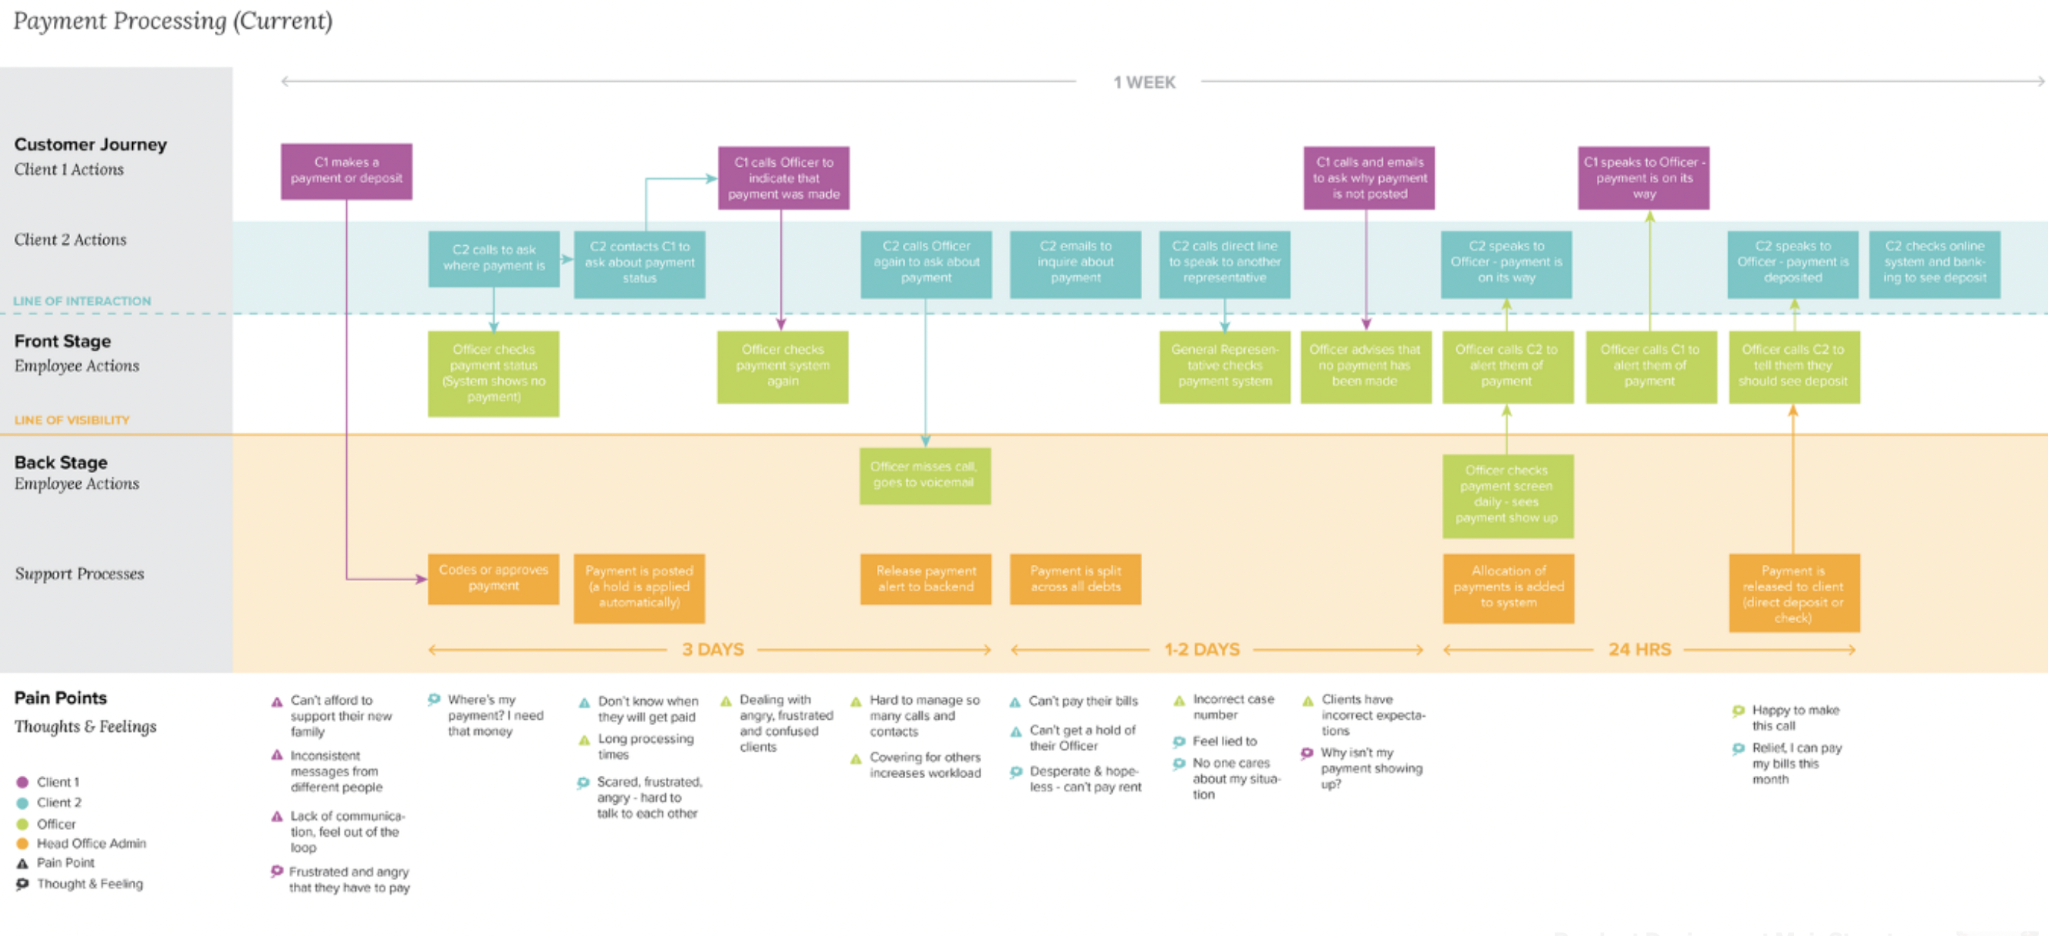 Payment Processing (Current)
1 WEEK
Customer Journey
Client 1 Actions
C1 makes a
payment or deposit
C1 calls Officer to
indicate that
payment was made
C1 calls and emails
to ask why payment
is not posted
C1 speaks to Officer -
payment is on its
way
Client 2 Actions
C2 calls to ask
where payment is
C2 contacts C1 to
ask about payment
status
C2 calls Officer
again to ask about
payment
C2 emails to
inquire about
payment
C2 calls direct line
to speak to another
representative
C2 speaks to
Officer - payment is
on its way
C2 speaks to
Officer - payment is
deposited
C2 checks online
system and bank-
ing to see deposit
LINE OF INTERACTION
Front Stage
Employee Actions
Officer checks
payment status
(System shows no
payment)
Officer checks
payment system
again
General Represen-
tative checks
payment system
Officer advises that
no payment has
been made
Officer calls C2 to
alert them of
payment
Officer calls C1 to
alert them of
payment
Officer calls C2 to
tell them they
should see deposit
LINE OF VISIBILITY
Back Stage
Employee Actions
Officer misses call,
goes to voicemail
Officer checks
payment screen
daily - sees
payment show up
Support Processes
Codes or approves
payment
Payment is posted
(a hold is applied
automatically)
Release payment
alert to backend
Payment is split
across all debts
Allocation of
payments is added
to system
Payment is
released to client
(direct deposit or
check)
3 DAYS
1-2 DAYS
24 HRS
Pain Points
Thoughts & Feelings
Can't afford to
support their new
family
Inconsistent
messages from
different people
Lack of communica-
tion, feel out of the
loop
Frustrated and angry
that they have to pay
Where's my
payment? I need
that money
Don't know when
they will get paid
Long processing
times
Scared, frustrated,
angry - hard to
talk to each other
Dealing with
angry, frustrated
and confused
clients
Hard to manage so
many calls and
contacts
Covering for others
increases workload
Can't pay their bills
Can't get a hold of
their Officer
Desperate & hope-
less - can't pay rent
Incorrect case
number
Feel lied to
No one cares
about my situa-
tion
Clients have
incorrect expecta-
tions
Why isn't my
payment showing
up?
Happy to make
this call
Relief, I can pay
my bills this
month
Client 1
Client 2
Officer
Head Office Admin
Pain Point
Thought & Feeling